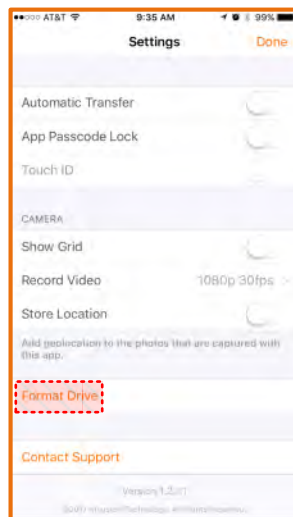 AT&T 9:35 AM 99%
Settings Done
Automatic Transfer
App Passcode Lock
Touch ID
CAMERA
Show Grid
Record Video 1080p 30fps
Store Location
Add geolocation to the photos that are captured with
this app.
Format Drive
Contact Support